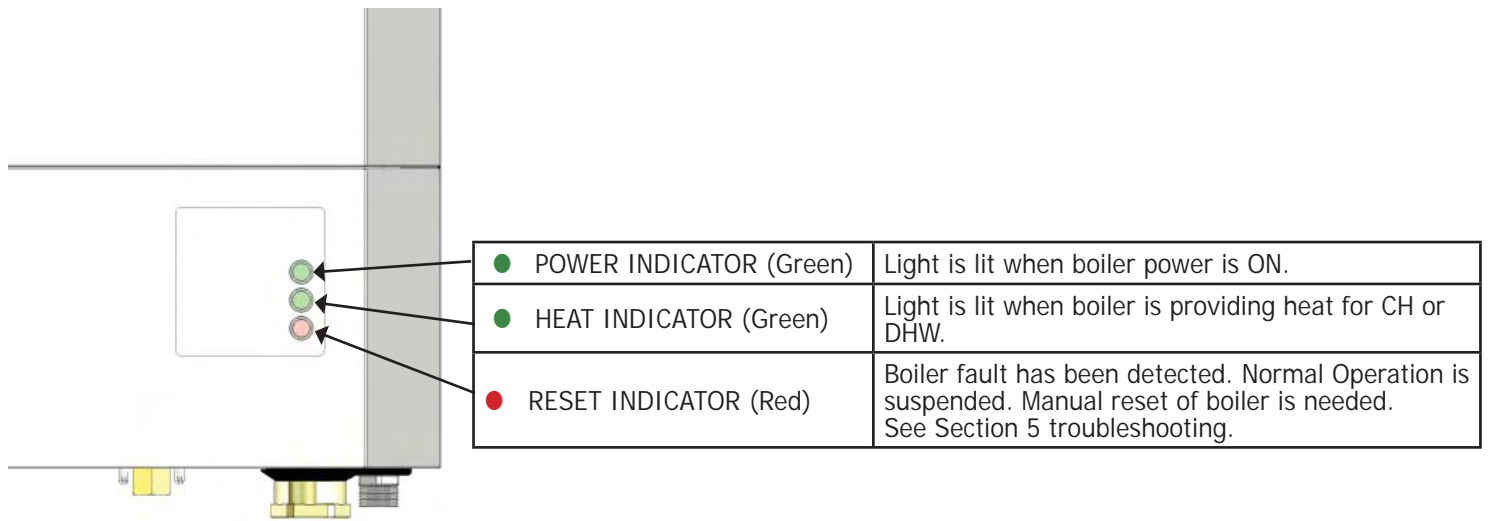 POWER INDICATOR (Green)
Light is lit when boiler power is ON.
HEAT INDICATOR (Green)
Light is lit when boiler is providing heat for CH or
DHW.
RESET INDICATOR (Red)
Boiler fault has been detected. Normal Operation is
suspended. Manual reset of boiler is needed.
See Section 5 troubleshooting.